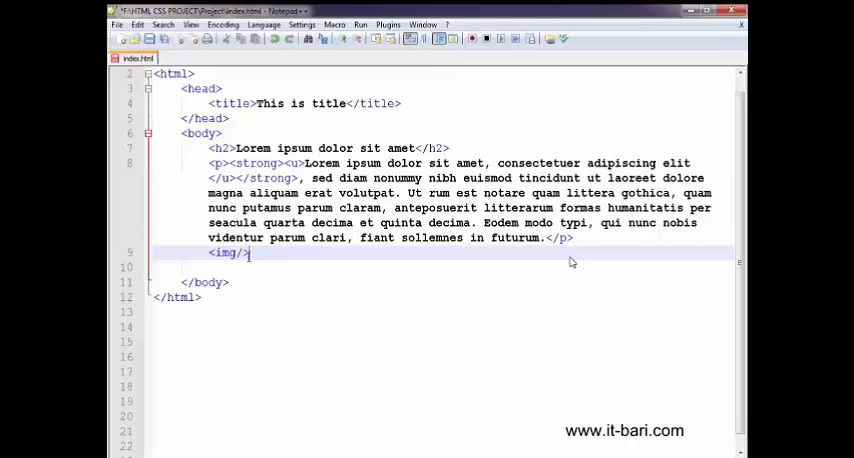 *F:\HTML CSS PROJECT\Project\index.html - Notepad++
File Edit Search View Encoding Language Settings Macro Run Plugins Window ?
index.html
2 <html>
3 <head>
4 <title>This is title</title>
5 </head>
6 <body>
7 <h2>Lorem ipsum dolor sit amet</h2>
8 <p><strong><u>Lorem ipsum dolor sit amet, consectetuer adipiscing elit
</u></strong>, sed diam nonummy nibh euismod tincidunt ut laoreet dolore
magna aliquam erat volutpat. Ut rum est notare quam littera gothica, quam
nunc putamus parum claram, anteposuerit litterarum formas humanitatis per
seacula quarta decima et quinta decima. Eodem modo typi, qui nunc nobis
videntur parum clari, fiant sollemnes in futurum.</p>
9 <img/>
10
11 </body>
12 </html>
13
14
15
16
17
18
19
20
21
22
www.it-bari.com